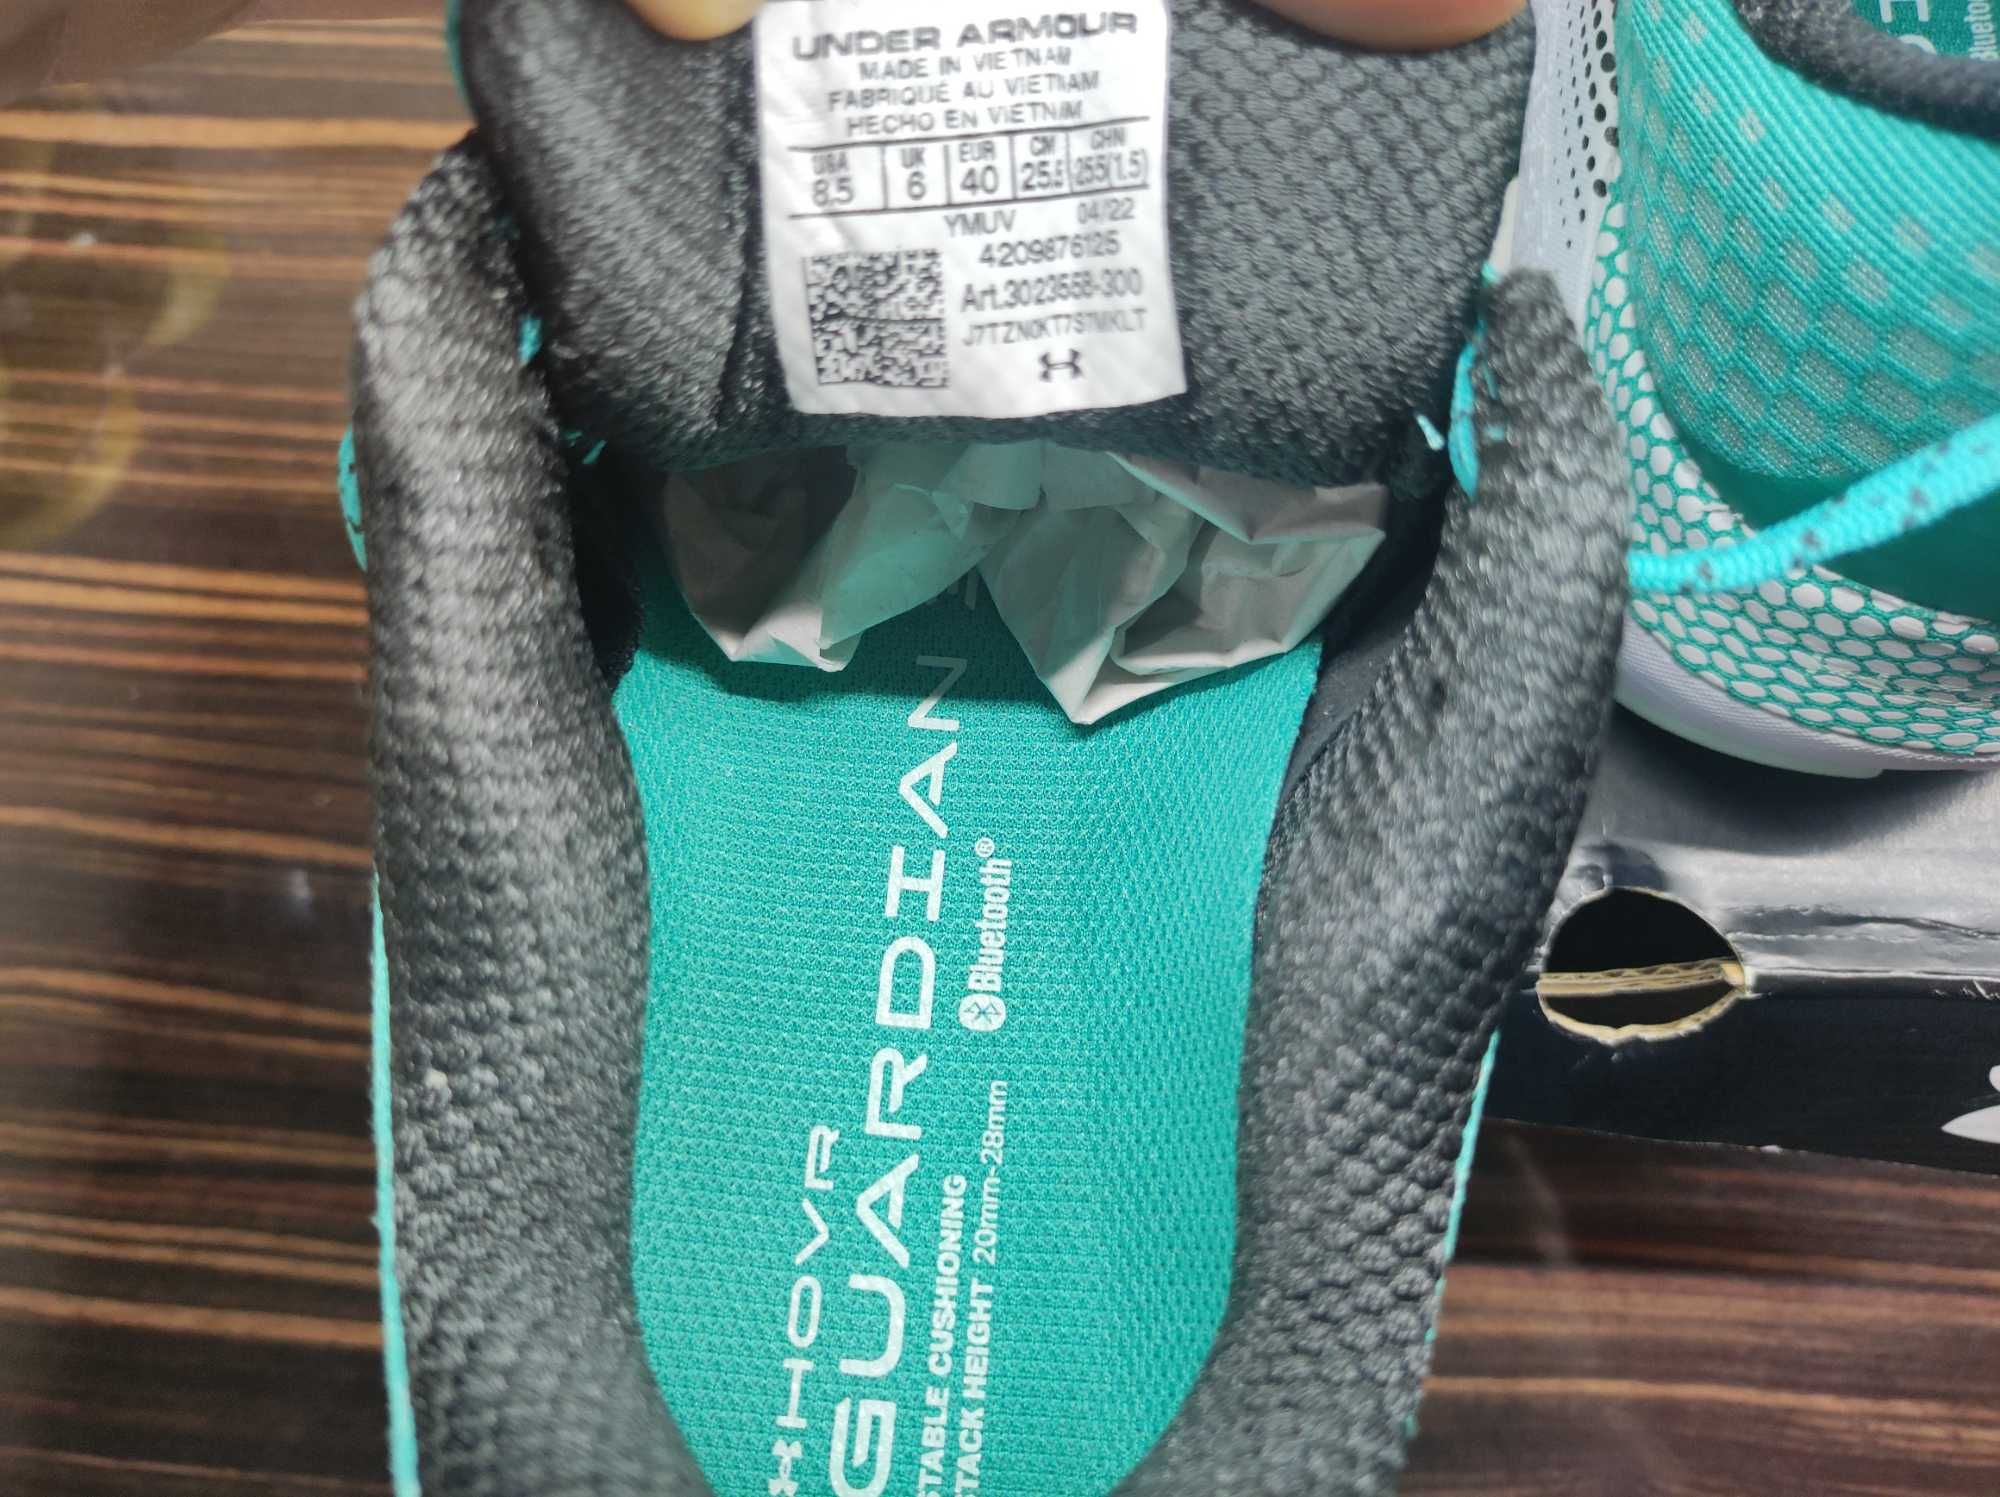 UNDER ARMOUR
MADE IN VIETNAM
FABRIQUÉ AU VIETNAM
HECHO EN VIETNAM
USA UK EUR CM CHN
8.5 6 40 25.5 255(1.5)
YMUV 04/22
4209876125
Art.3023558-300
HOVR
GUARDIAN
Bluetooth®
STABLE CUSHIONING
STACK HEIGHT 20mm-28mm